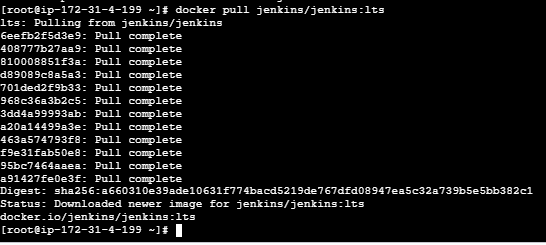 [root@ip-172-31-4-199 ~]# docker pull jenkins/jenkins:lts
lts: Pulling from jenkins/jenkins
6eefb2f5d3e9: Pull complete
408777b27aa9: Pull complete
810008851f3a: Pull complete
d89089c8a5a3: Pull complete
701ded2f9b33: Pull complete
968c36a3b2c5: Pull complete
3dd4a99993ab: Pull complete
a20a14499a3e: Pull complete
463a574793f8: Pull complete
f9e31fab50e8: Pull complete
95bc7464aaea: Pull complete
a91427fe0e3f: Pull complete
Digest: sha256:a660310e39ade10631f774bacd5219de767dfd08947ea5c32a739b5e5bb382c1
Status: Downloaded newer image for jenkins/jenkins:lts
docker.io/jenkins/jenkins:lts
[root@ip-172-31-4-199 ~]#